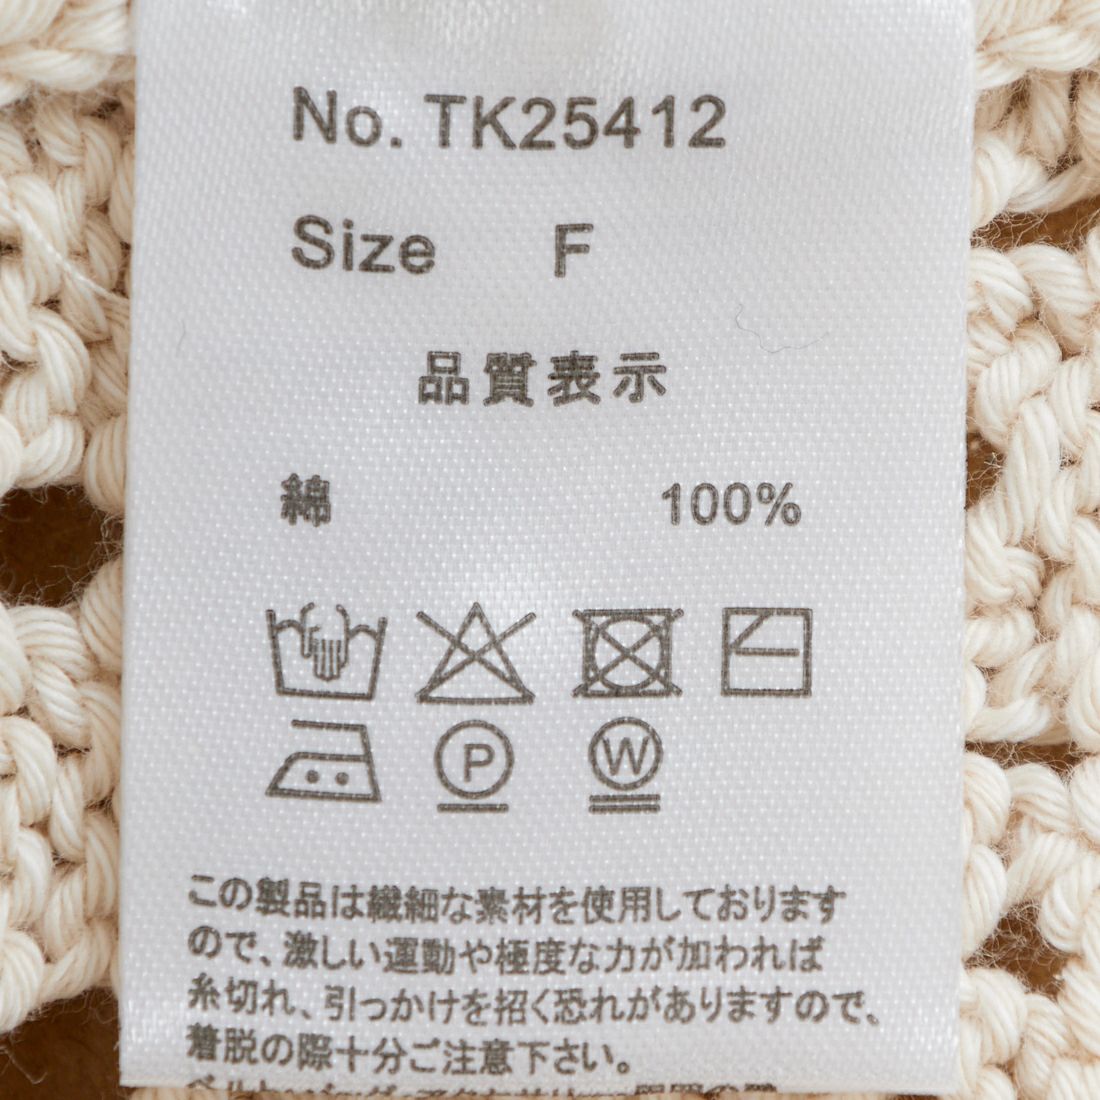 No. TK25412
Size F
品質表示
綿 100%
P W
この製品は繊細な素材を使用しております
ので、激しい運動や極度な力が加われば
糸切れ、引っかけを招く恐れがありますので、
着脱の際十分ご注意下さい。